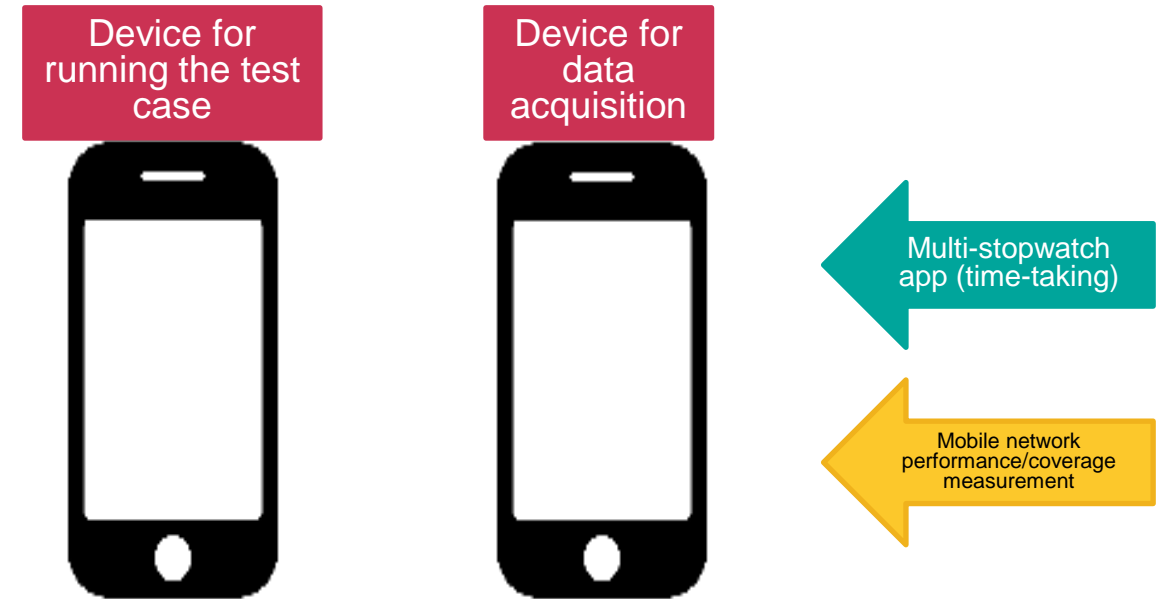 Device for
running the test
case
Device for
data
acquisition
Multi-stopwatch
app (time-taking)
Mobile network
performance/coverage
measurement